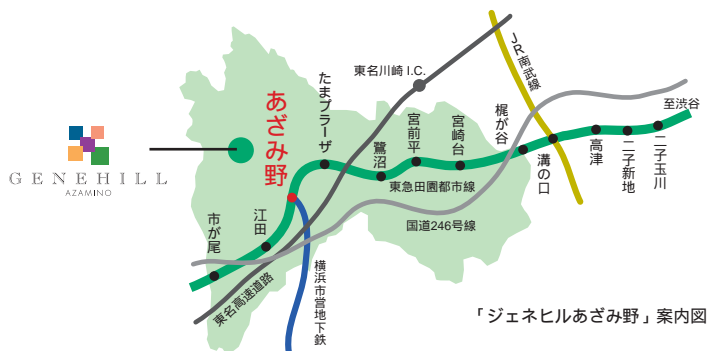 東名川崎 I.C.
JR南武線
至渋谷
たまプラーザ
あざみ野
鷺沼
宮前平
宮崎台
梶が谷
溝の口
高津
二子新地
二子玉川
東急田園都市線
GENEHILL
AZAMINO
市が尾
江田
国道246号線
東名高速道路
横浜市営地下鉄
「ジェネヒルあざみ野」案内図